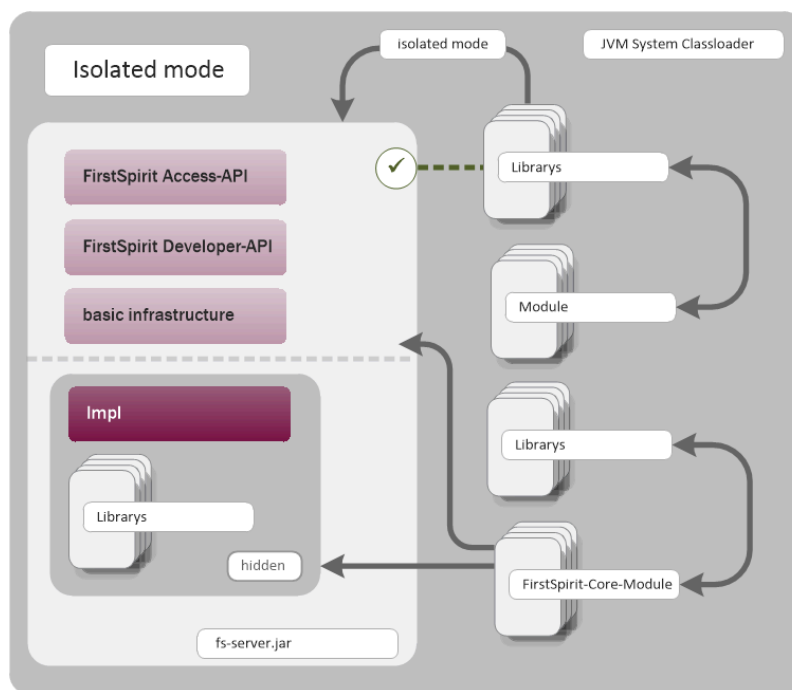 isolated mode
JVM System Classloader
Isolated mode
FirstSpirit Access-API
Librarys
FirstSpirit Developer-API
basic infrastructure
Module
Impl
Librarys
Librarys
hidden
FirstSpirit-Core-Module
fs-server.jar